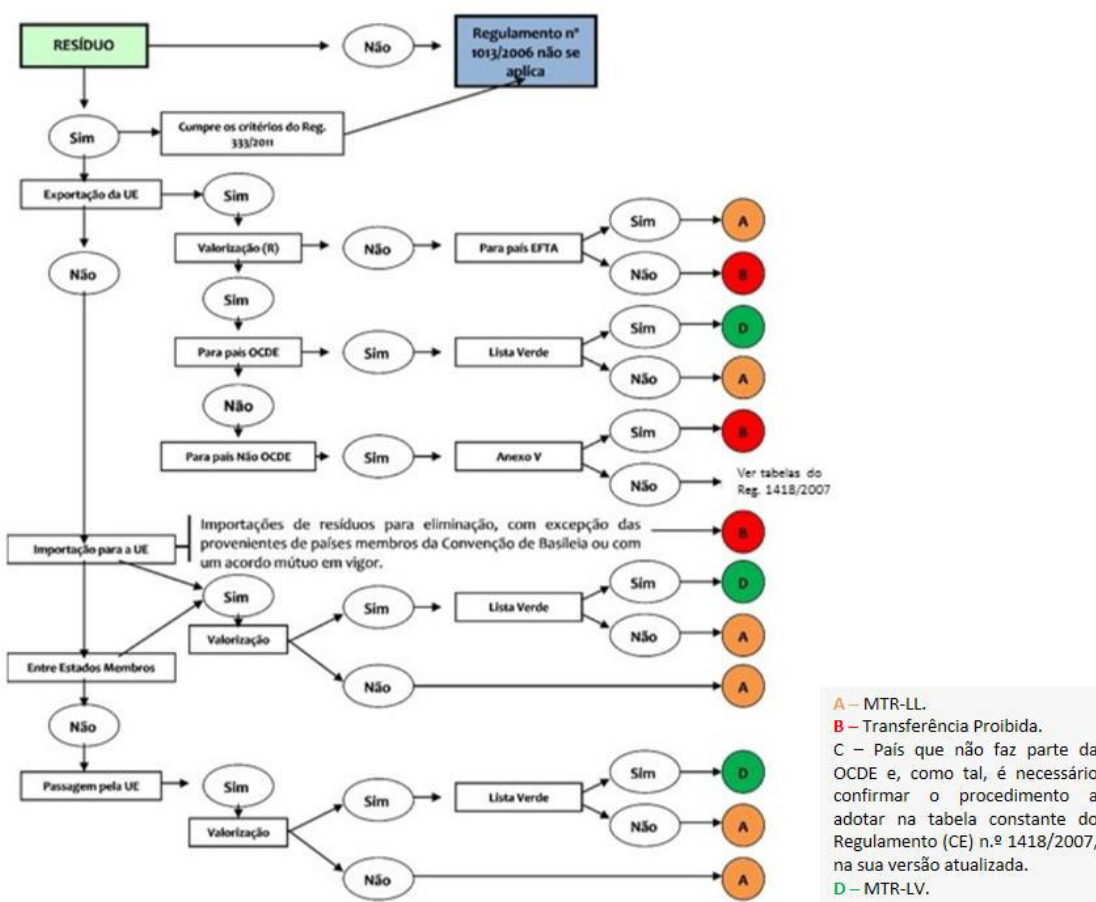 RESÍDUO
Não
Regulamento nº
1013/2006 não se
aplica
Sim
Cumpre os critérios do Reg.
333/2011
Exportação da UE
Sim
Sim
A
Valorização (R)
Não
Para país EFTA
Não
Não
B
Sim
Sim
D
Para país OCDE
Sim
Lista Verde
Não
A
Não
Sim
B
Para país Não OCDE
Sim
Anexo V
Não
Ver tabelas do
Reg. 1418/2007
Importação para a UE
Importações de resíduos para eliminação, com excepção das
provenientes de países membros da Convenção de Basileia ou com
um acordo mútuo em vigor.
B
Sim
Sim
Lista Verde
Sim
D
Valorização
Não
A
Entre Estados Membros
Não
A
Não
Passagem pela UE
Sim
Sim
Lista Verde
Sim
D
Valorização
Não
A
Não
A
A – MTR-LL.
B – Transferência Proibida.
C – País que não faz parte da
OCDE e, como tal, é necessário
confirmar o procedimento a
adotar na tabela constante do
Regulamento (CE) n.º 1418/2007,
na sua versão atualizada.
D – MTR-LV.